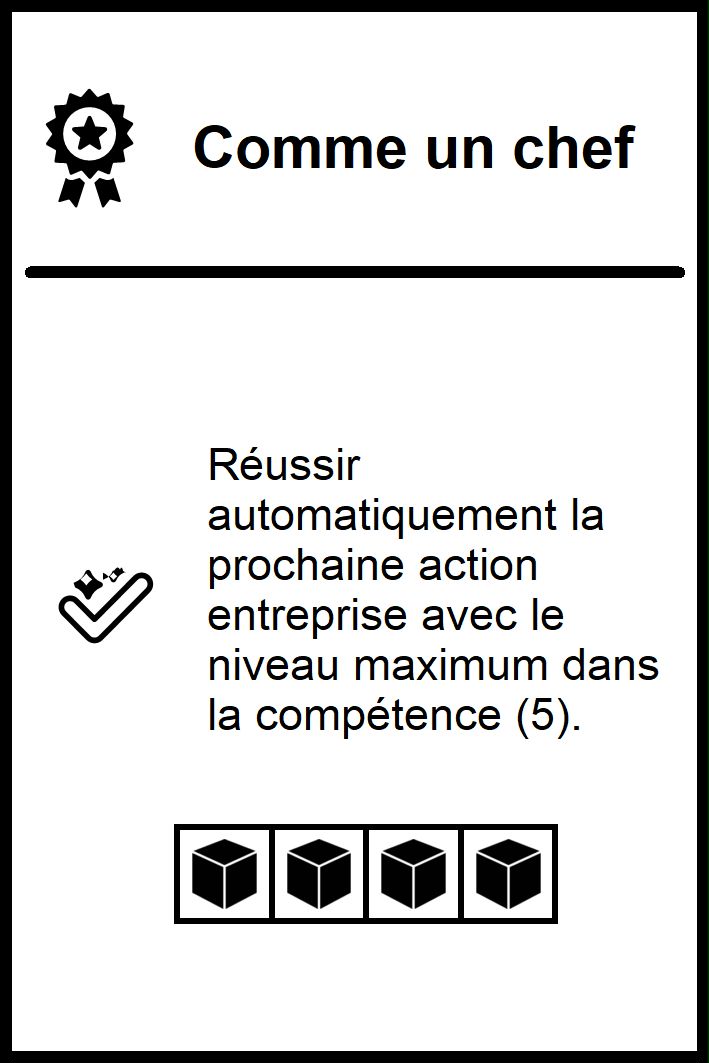 Comme un chef
Réussir
automatiquement la
prochaine action
entreprise avec le
niveau maximum dans
la compétence (5).